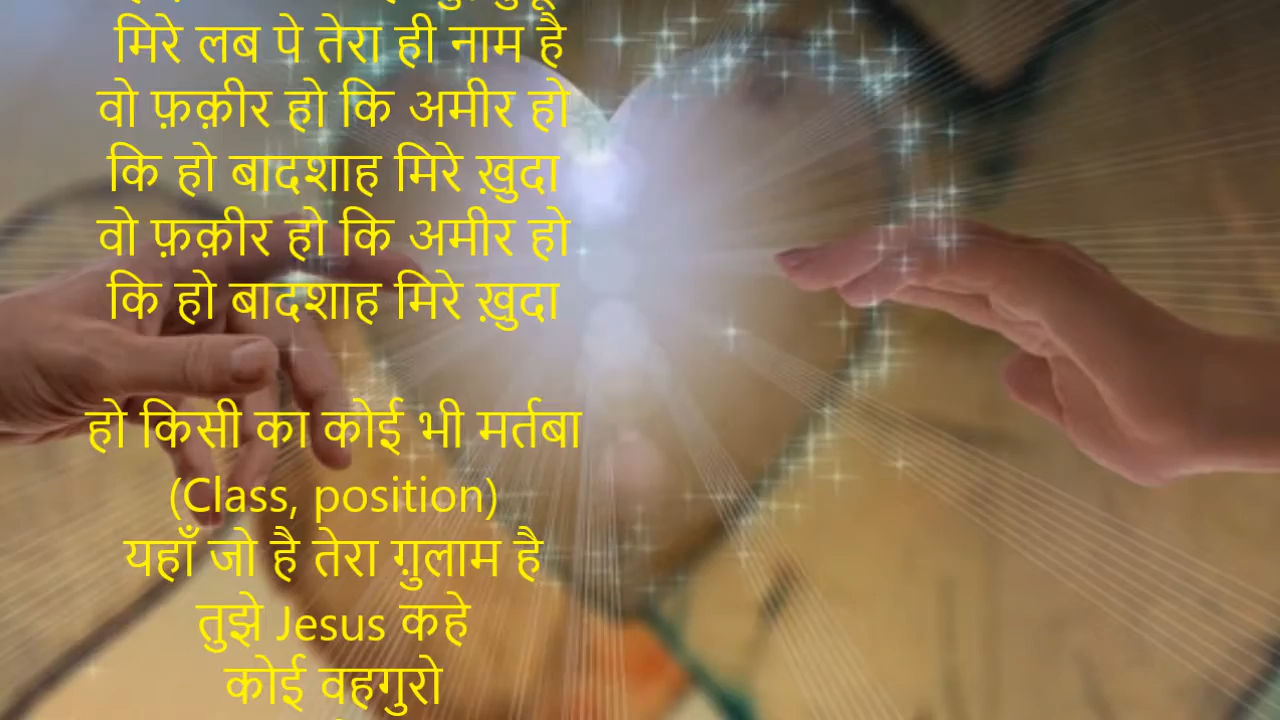 मिरे लब पे तेरा ही नाम है
वो फ़क़ीर हो कि अमीर हो
कि हो बादशाह मिरे ख़ुदा
वो फ़क़ीर हो कि अमीर हो
कि हो बादशाह मिरे ख़ुदा
हो किसी का कोई भी मर्तबा
(Class, position)
यहाँ जो है तेरा ग़ुलाम है
तुझे Jesus कहे
कोई वहगुरो